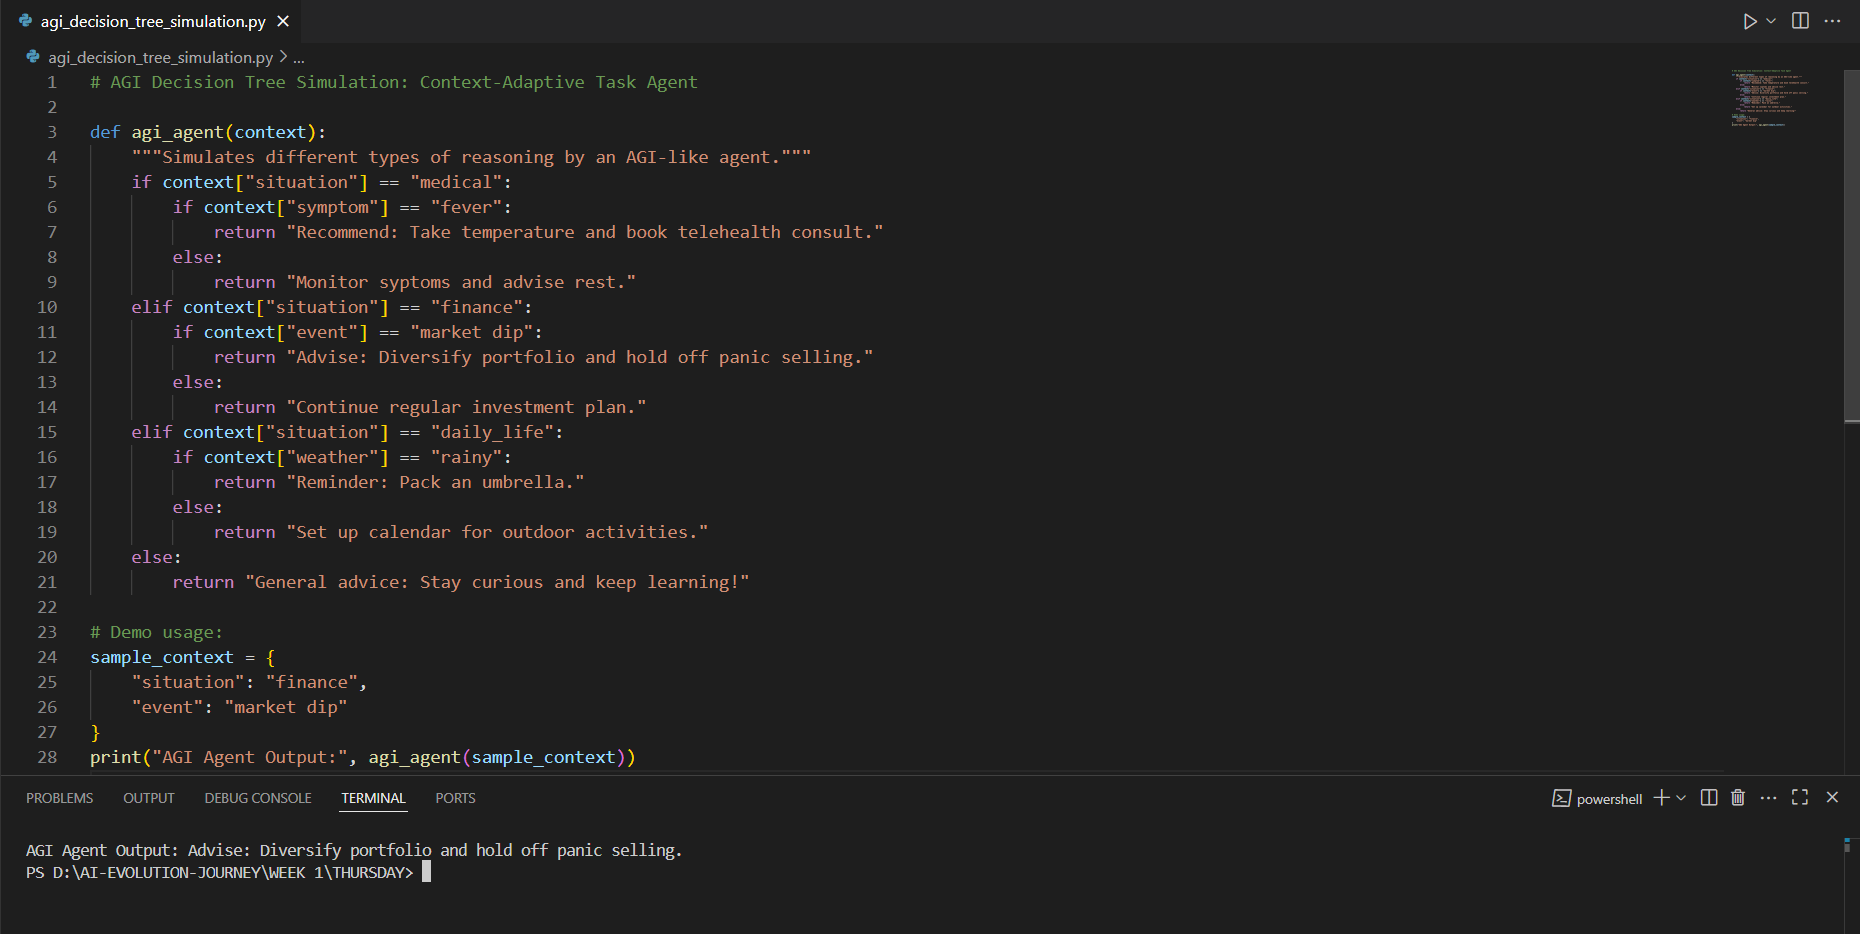 agi_decision_tree_simulation.py
agi_decision_tree_simulation.py > ...
1 # AGI Decision Tree Simulation: Context-Adaptive Task Agent
2
3 def agi_agent(context):
4     """Simulates different types of reasoning by an AGI-like agent."""
5     if context["situation"] == "medical":
6         if context["symptom"] == "fever":
7             return "Recommend: Take temperature and book telehealth consult."
8         else:
9             return "Monitor syptoms and advise rest."
10     elif context["situation"] == "finance":
11         if context["event"] == "market dip":
12             return "Advise: Diversify portfolio and hold off panic selling."
13         else:
14             return "Continue regular investment plan."
15     elif context["situation"] == "daily_life":
16         if context["weather"] == "rainy":
17             return "Reminder: Pack an umbrella."
18         else:
19             return "Set up calendar for outdoor activities."
20     else:
21         return "General advice: Stay curious and keep learning!"
22
23 # Demo usage:
24 sample_context = {
25     "situation": "finance",
26     "event": "market dip"
27 }
28 print("AGI Agent Output:", agi_agent(sample_context))
PROBLEMS OUTPUT DEBUG CONSOLE TERMINAL PORTS powershell
AGI Agent Output: Advise: Diversify portfolio and hold off panic selling.
PS D:\AI-EVOLUTION-JOURNEY\WEEK 1\THURSDAY>